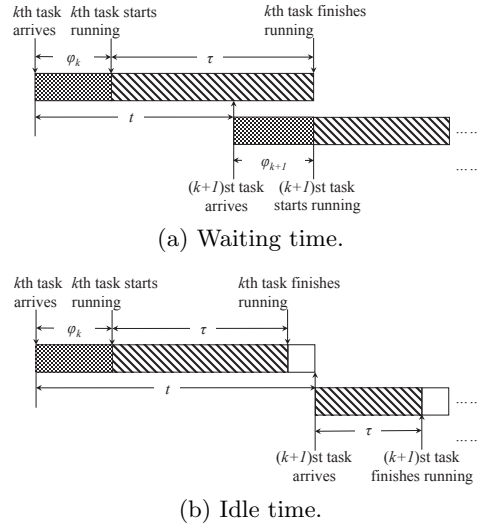 kth task arrives
kth task starts running
kth task finishes running
φk
τ
t
φk+1
......
......
(k+1)st task arrives
(k+1)st task starts running
(a) Waiting time.
kth task arrives
kth task starts running
kth task finishes running
φk
τ
t
......
τ
......
(k+1)st task arrives
(k+1)st task finishes running
(b) Idle time.